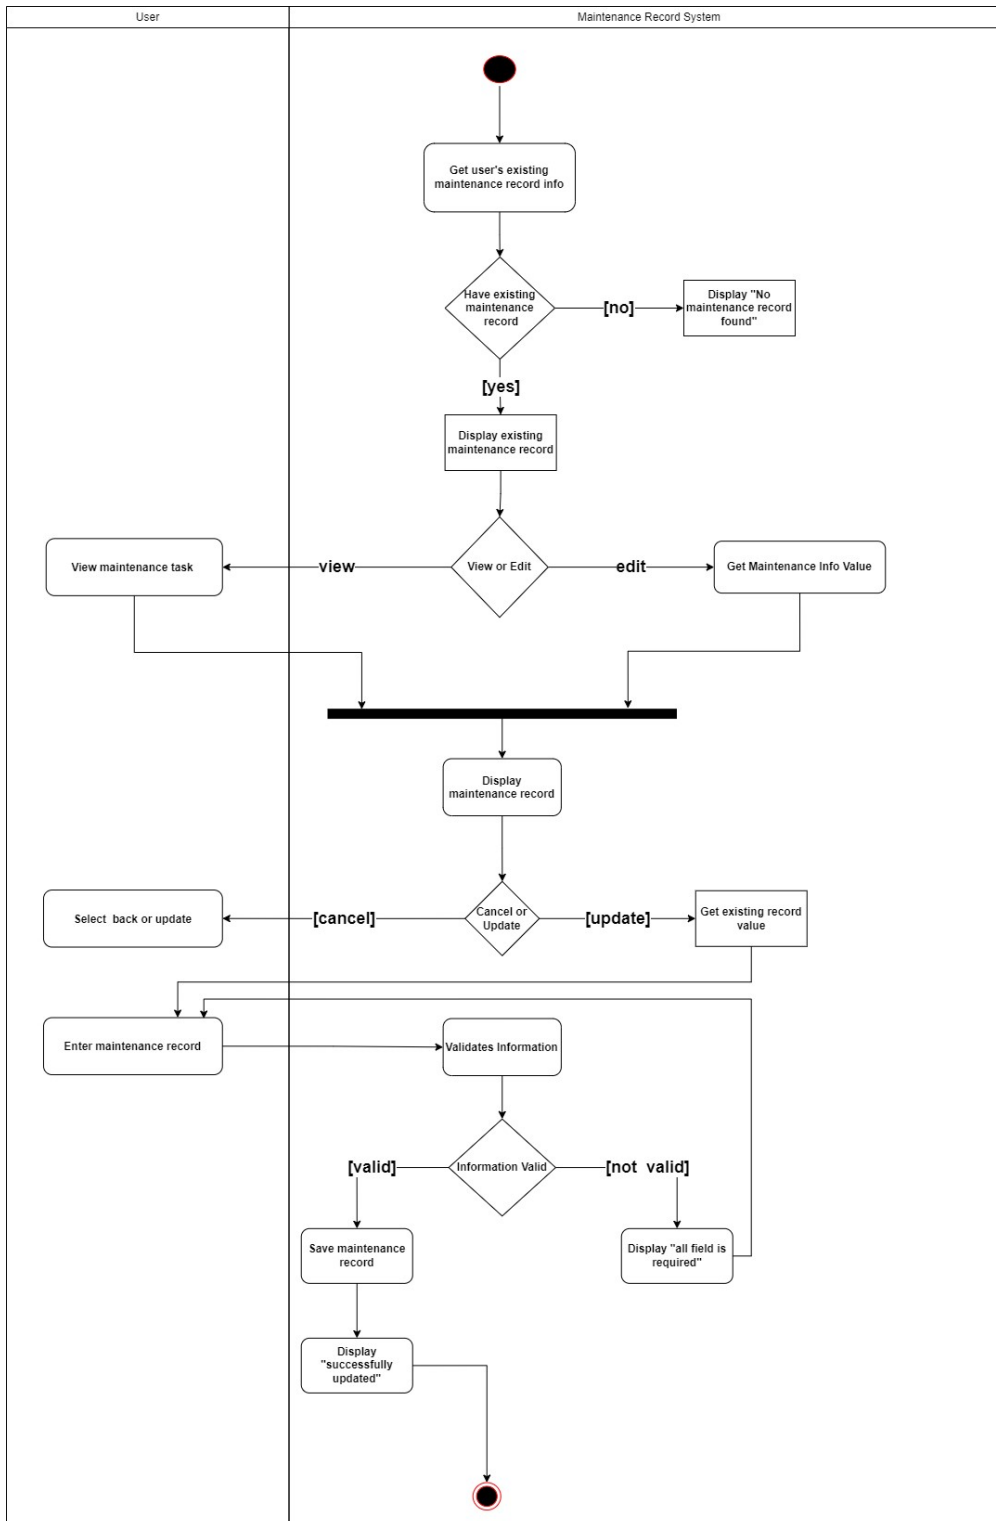 User
Maintenance Record System
Get user's existing
maintenance record info
Have existing
maintenance
record
[no]
Display "No
maintenance record
found"
[yes]
Display existing
maintenance record
View maintenance task
view
View or Edit
edit
Get Maintenance Info Value
Display
maintenance record
Select  back or update
[cancel]
Cancel or
Update
[update]
Get existing record
value
Enter maintenance record
Validates Information
[valid]
Information Valid
[not  valid]
Save maintenance
record
Display "all field is
required"
Display
"successfully
updated"